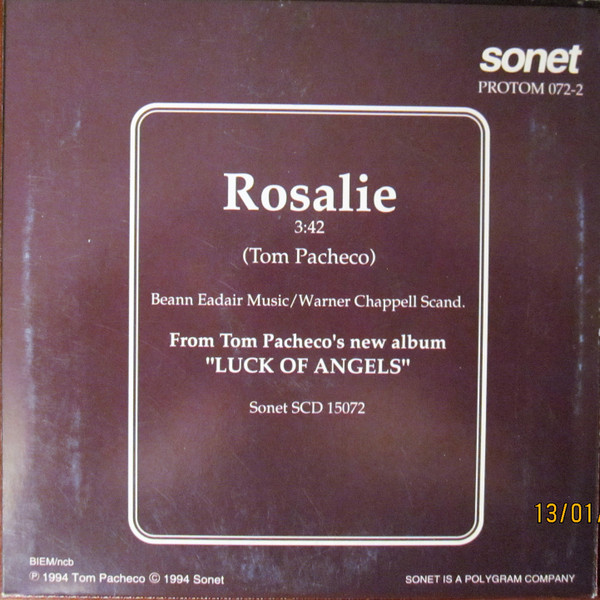 sonet
PROTOM 072-2
Rosalie
3:42
(Tom Pacheco)
Beann Eadair Music/Warner Chappell Scand.
From Tom Pacheco's new album
"LUCK OF ANGELS"
Sonet SCD 15072
13/01/
BIEM/ncb
℗ 1994 Tom Pacheco © 1994 Sonet
SONET IS A POLYGRAM COMPANY